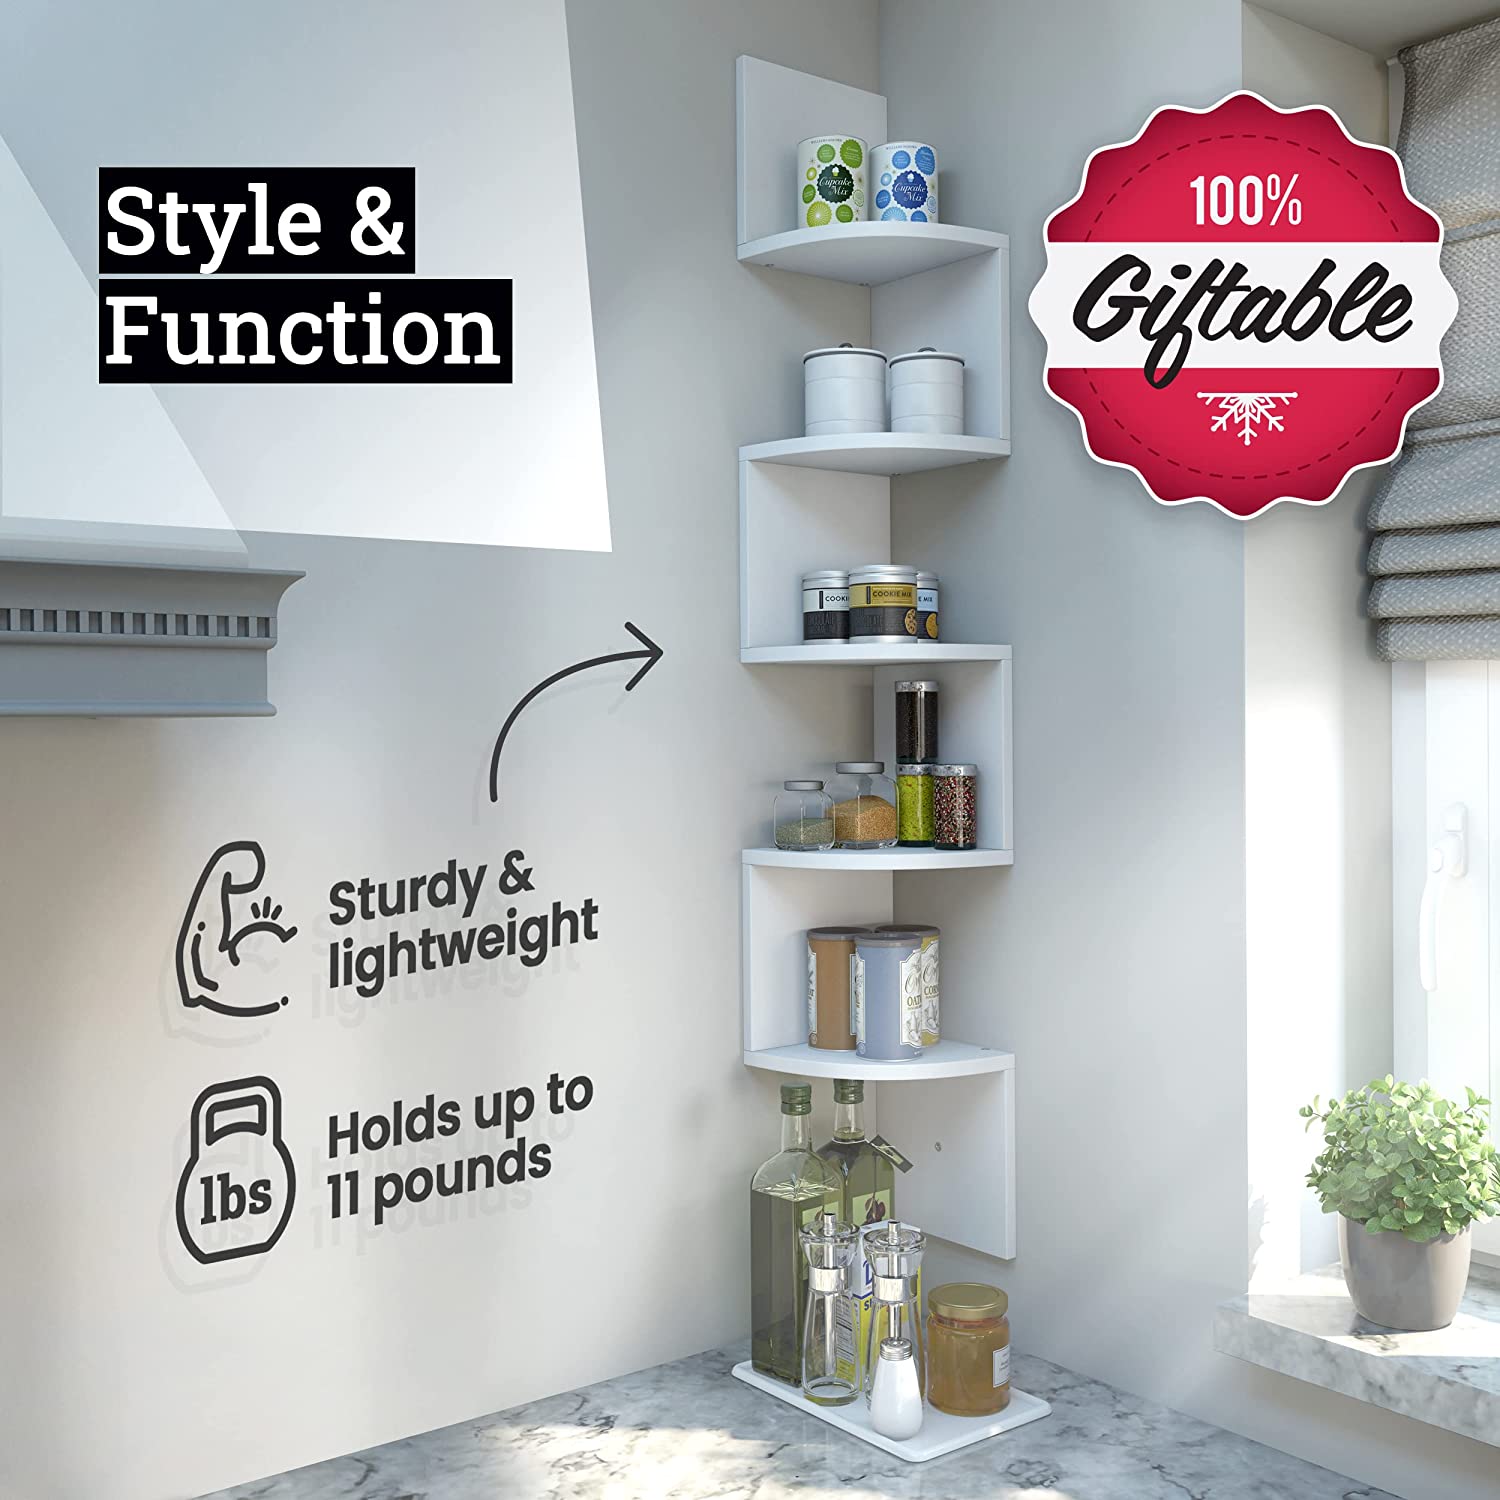 Style &
Function
100%
Giftable
Sturdy &
lightweight
lbs
Holds up to
11 pounds
Cupcake
Mix
Cupcake
Mix
COOKIE MIX